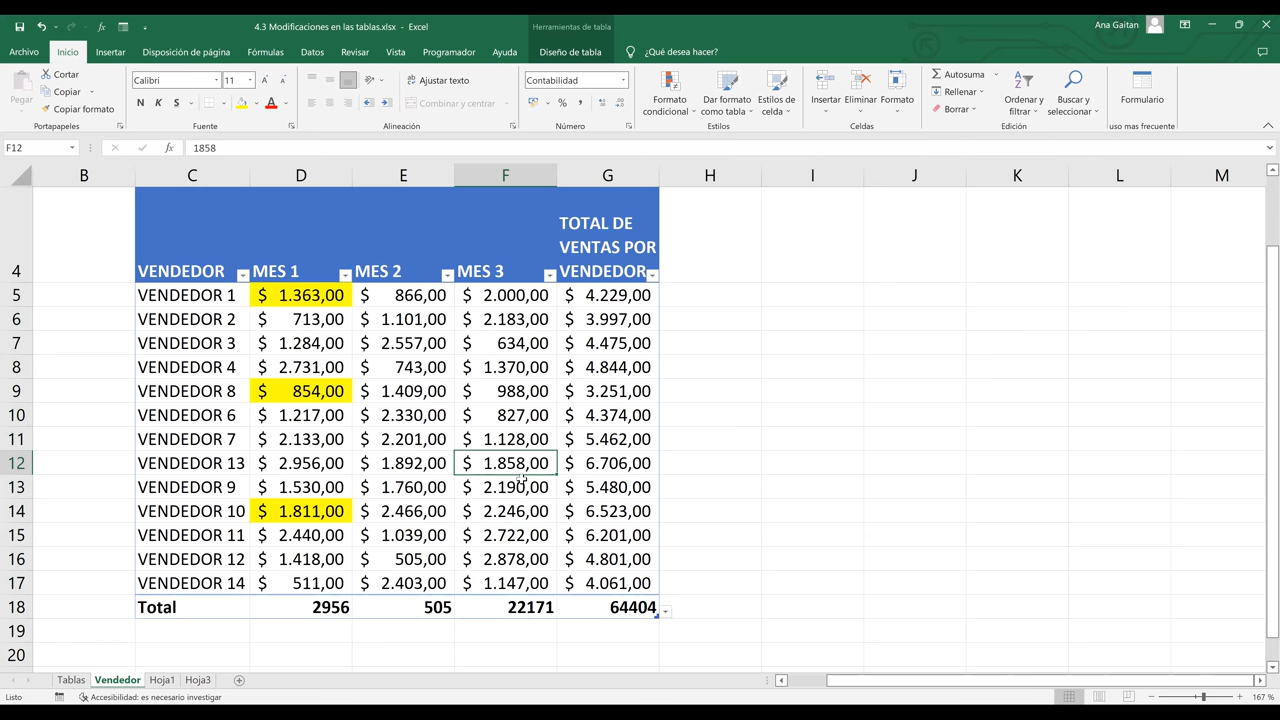 4.3 Modificaciones en las tablas.xlsx - Excel
Herramientas de tabla
Ana Gaitan
Archivo Inicio Insertar Disposición de página Fórmulas Datos Revisar Vista Programador Ayuda Diseño de tabla ¿Qué desea hacer?
Pegar
Cortar
Copiar
Copiar formato
Portapapeles
Calibri 11
N K S
Fuente
Ajustar texto
Combinar y centrar
Alineación
Contabilidad
$ % 000
Número
Formato condicional
Dar formato como tabla
Estilos de celda
Estilos
Insertar Eliminar Formato
Celdas
Autosuma
Rellenar
Borrar
Ordenar y filtrar
Buscar y seleccionar
Edición
Formulario
uso mas frecuente
F12 fx 1858
B C D E F G H I J K L M
4 VENDEDOR MES 1 MES 2 MES 3 TOTAL DE VENTAS POR VENDEDOR
5 VENDEDOR 1 $ 1.363,00 $ 866,00 $ 2.000,00 $ 4.229,00
6 VENDEDOR 2 $ 713,00 $ 1.101,00 $ 2.183,00 $ 3.997,00
7 VENDEDOR 3 $ 1.284,00 $ 2.557,00 $ 634,00 $ 4.475,00
8 VENDEDOR 4 $ 2.731,00 $ 743,00 $ 1.370,00 $ 4.844,00
9 VENDEDOR 8 $ 854,00 $ 1.409,00 $ 988,00 $ 3.251,00
10 VENDEDOR 6 $ 1.217,00 $ 2.330,00 $ 827,00 $ 4.374,00
11 VENDEDOR 7 $ 2.133,00 $ 2.201,00 $ 1.128,00 $ 5.462,00
12 VENDEDOR 13 $ 2.956,00 $ 1.892,00 $ 1.858,00 $ 6.706,00
13 VENDEDOR 9 $ 1.530,00 $ 1.760,00 $ 2.190,00 $ 5.480,00
14 VENDEDOR 10 $ 1.811,00 $ 2.466,00 $ 2.246,00 $ 6.523,00
15 VENDEDOR 11 $ 2.440,00 $ 1.039,00 $ 2.722,00 $ 6.201,00
16 VENDEDOR 12 $ 1.418,00 $ 505,00 $ 2.878,00 $ 4.801,00
17 VENDEDOR 14 $ 511,00 $ 2.403,00 $ 1.147,00 $ 4.061,00
18 Total 2956 505 22171 64404
19
20
Tablas Vendedor Hoja1 Hoja3
Listo Accesibilidad: es necesario investigar 167 %